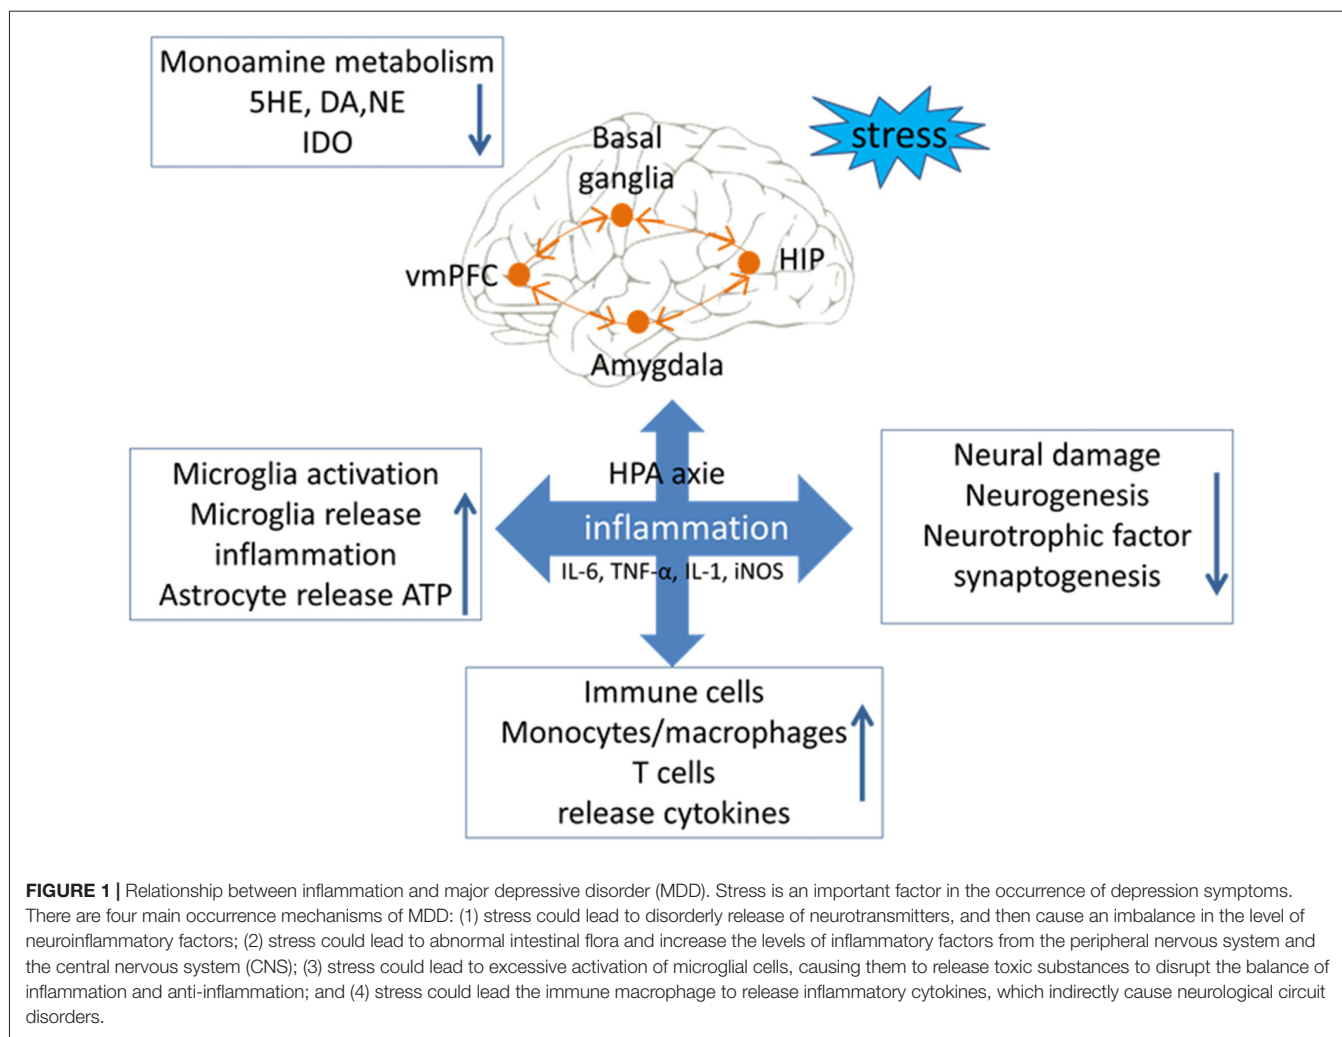 Monoamine metabolism
5HE, DA,NE
IDO
stress
Basal
ganglia
vmPFC
HIP
Amygdala
Microglia activation
Microglia release
inflammation
Astrocyte release ATP
HPA axie
inflammation
IL-6, TNF-α, IL-1, iNOS
Neural damage
Neurogenesis
Neurotrophic factor
synaptogenesis
Immune cells
Monocytes/macrophages
T cells
release cytokines
FIGURE 1 | Relationship between inflammation and major depressive disorder (MDD). Stress is an important factor in the occurrence of depression symptoms.
There are four main occurrence mechanisms of MDD: (1) stress could lead to disorderly release of neurotransmitters, and then cause an imbalance in the level of
neuroinflammatory factors; (2) stress could lead to abnormal intestinal flora and increase the levels of inflammatory factors from the peripheral nervous system and
the central nervous system (CNS); (3) stress could lead to excessive activation of microglial cells, causing them to release toxic substances to disrupt the balance of
inflammation and anti-inflammation; and (4) stress could lead the immune macrophage to release inflammatory cytokines, which indirectly cause neurological circuit
disorders.